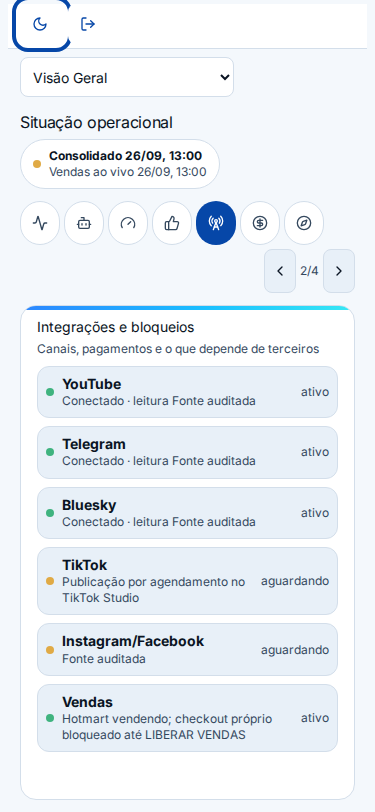 Visão Geral
Situação operacional
Consolidado 26/09, 13:00
Vendas ao vivo 26/09, 13:00
2/4
Integrações e bloqueios
Canais, pagamentos e o que depende de terceiros
YouTube
Conectado · leitura Fonte auditada
ativo
Telegram
Conectado · leitura Fonte auditada
ativo
Bluesky
Conectado · leitura Fonte auditada
ativo
TikTok
Publicação por agendamento no
TikTok Studio
aguardando
Instagram/Facebook
Fonte auditada
aguardando
Vendas
Hotmart vendendo; checkout próprio
bloqueado até LIBERAR VENDAS
ativo